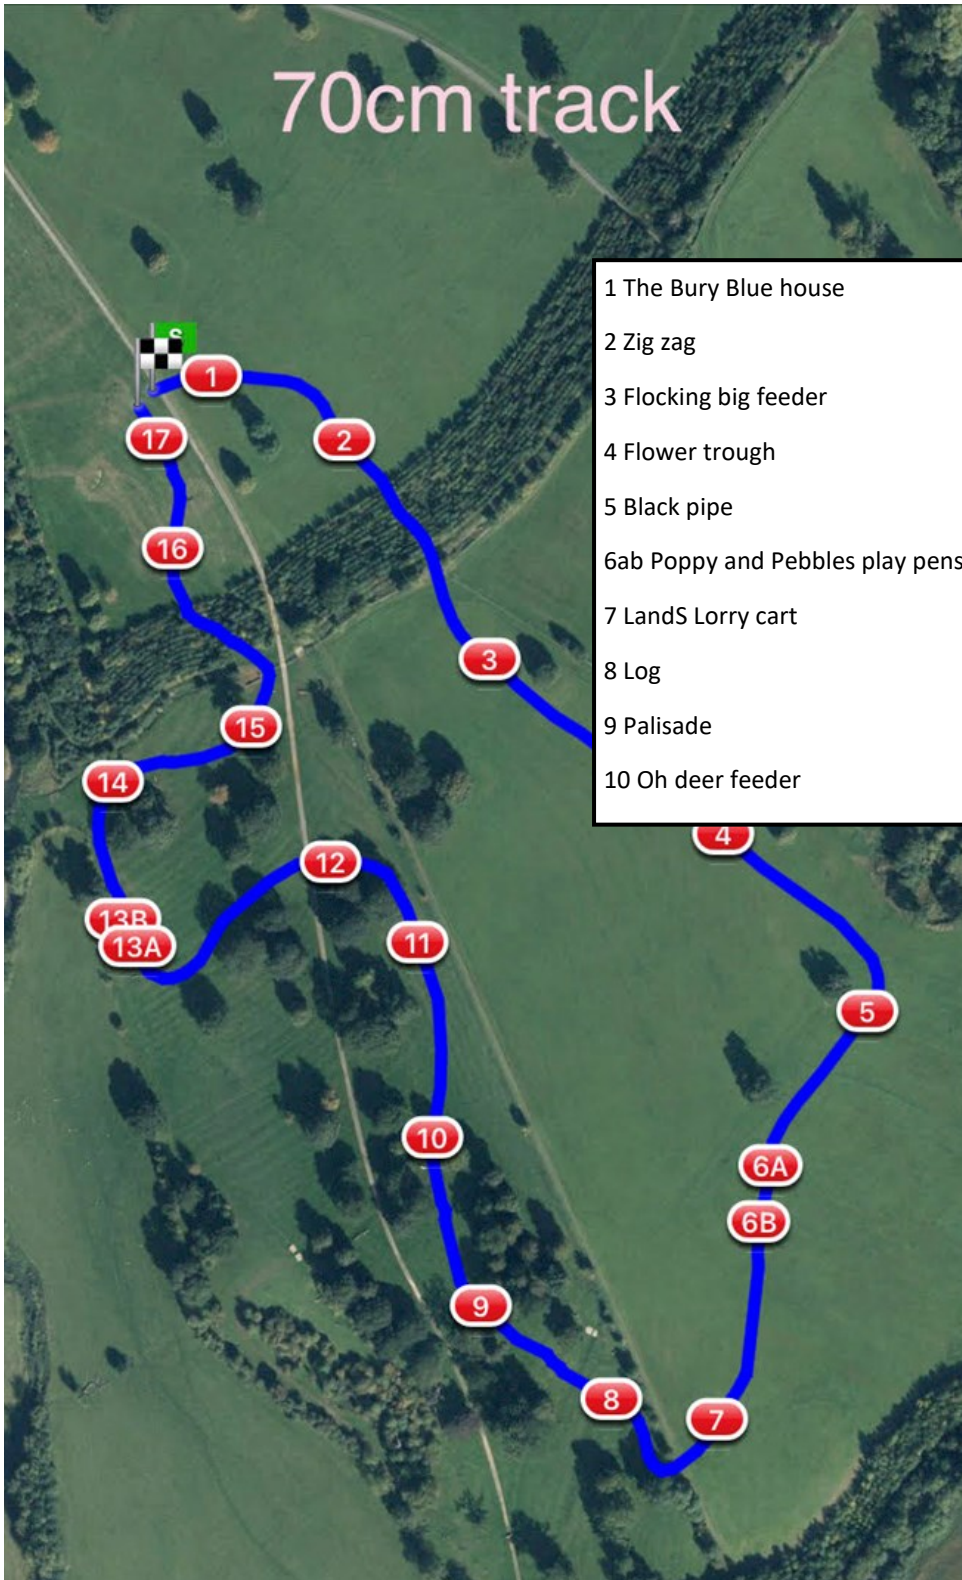 70cm track
S
1
2
3
4
5
6A
6B
7
8
9
10
11
12
13A
13B
14
15
16
17
1 The Bury Blue house
2 Zig zag
3 Flocking big feeder
4 Flower trough
5 Black pipe
6ab Poppy and Pebbles play pens
7 LandS Lorry cart
8 Log
9 Palisade
10 Oh deer feeder